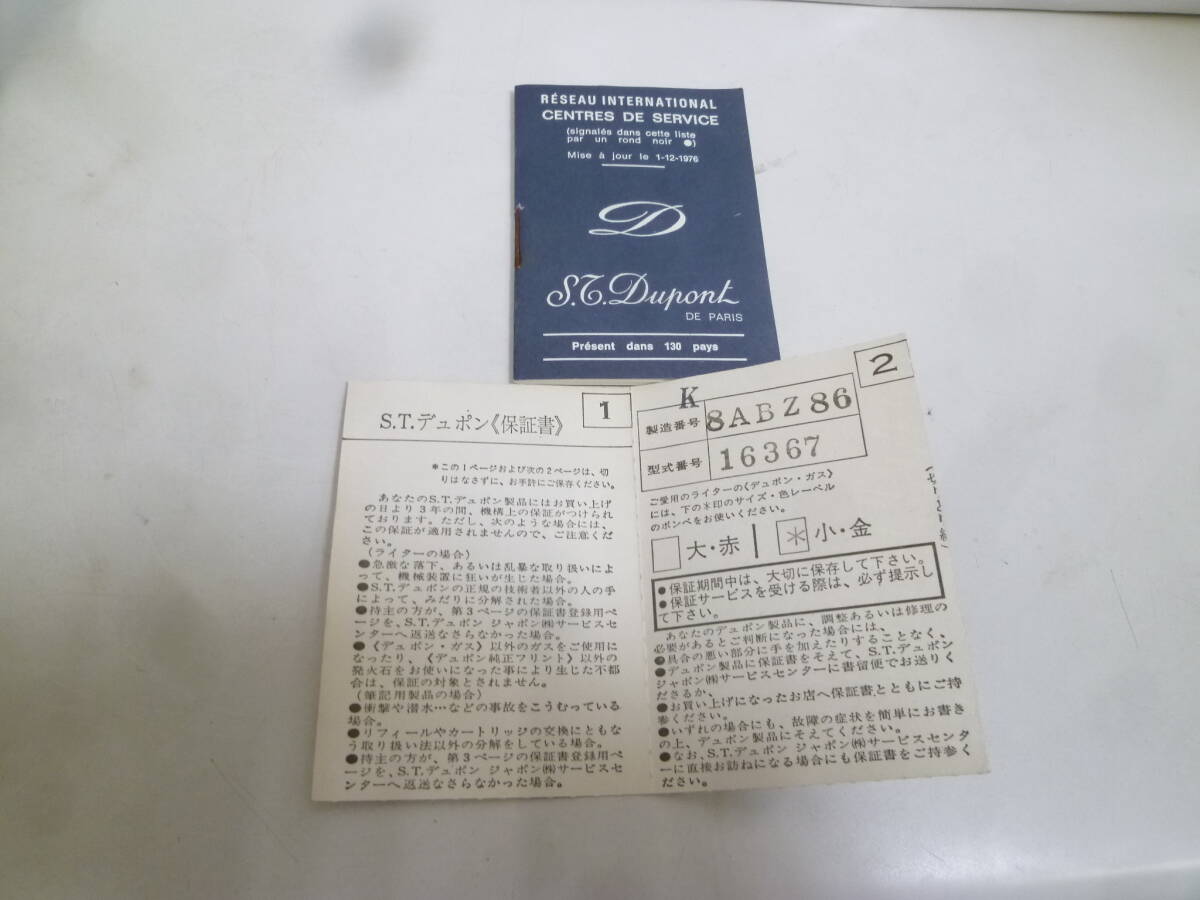 RÉSEAU INTERNATIONAL
CENTRES DE SERVICE
(signalés dans cette liste
par un rond noir ●)
Mise à jour le 1-12-1976
D
S.T. Dupont
DE PARIS
Présent dans 130 pays
1
S.T.デュポン《保証書》
*この1ページおよび次の2ページは、切
りはなさずに、お手許にご保存ください。
あなたのS.T.デュポン製品にはお買い上げ
の日より3年の間、機構上の保証がつけられ
ております。ただし、次のような場合には、
この保証が適用されませんので、ご注意くだ
さい。
(ライターの場合)
●急激な落下、あるいは乱暴な取り扱いによ
って、機械装置に狂いが生じた場合。
●S.T.デュポンの正規の技術者以外の人の手
によって、みだりに分解された場合。
●持主の方が、第3ページの保証書登録用ペ
ージを、S.T.デュポン ジャポン㈱サービスセ
ンターへ返送なさらなかった場合。
●《デュポン・ガス》以外のガスをご使用に
なったり、《デュポン純正フリント》以外の
発火石をお使いになった事により生じた不都
合は、保証の対象とされません。
(筆記用製品の場合)
●衝撃や潜水…などの事故をこうむっている
場合。
●リフィールやカートリッジの交換にともな
う取り扱い法以外の分解をしている場合。
●持主の方が、第3ページの保証書登録用ペ
ージを、S.T.デュポン ジャポン㈱サービスセ
ンターへ返送なさらなかった場合。
2
K
製造番号 8ABZ86
型式番号 16367
ご愛用のライターの《デュポン・ガス》
には、下の*印のサイズ・色レーベル
のボンベをお使いください。
大・赤 * 小・金
●保証期間中は、大切に保存して下さい。
●保証サービスを受ける際は、必ず提示し
て下さい。
あなたのデュポン製品に、調整あるいは修理の
必要があるとご判断になった場合には、
●具合の悪い部分に手を加えたりすることなく、
●デュポン製品に保証書をそえて、S.T.デュポン
ジャポン㈱サービスセンターに書留便でお送りく
ださるか、
●お買い上げになったお店へ保証書とともにご持
参ください。
●いずれの場合にも、故障の症状を簡単にお書き
の上、デュポン製品にそえてください。
●なお、S.T.デュポン ジャポン㈱サービスセンタ
ーに直接お訪ねになる場合にも保証書をご持参く
ださい。